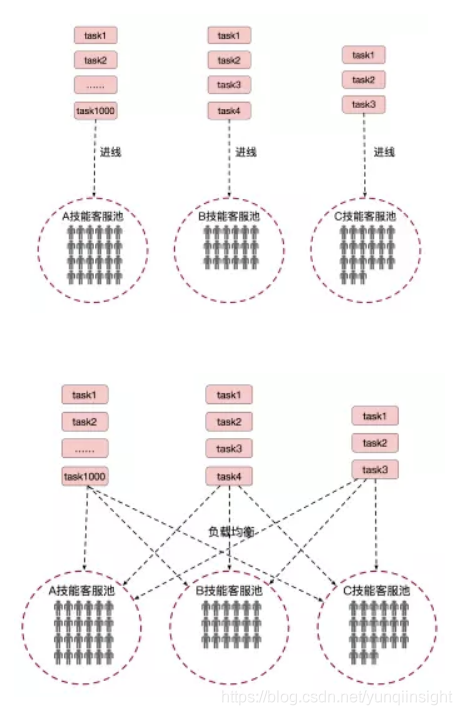 task1
task2
……
task1000
task1
task2
task3
task4
task1
task2
task3
进线
进线
进线
A技能客服池
B技能客服池
C技能客服池
task1
task2
……
task1000
task1
task2
task3
task4
task1
task2
task3
负载均衡
A技能客服池
B技能客服池
C技能客服池
https://blog.csdn.net/yunqiinsight